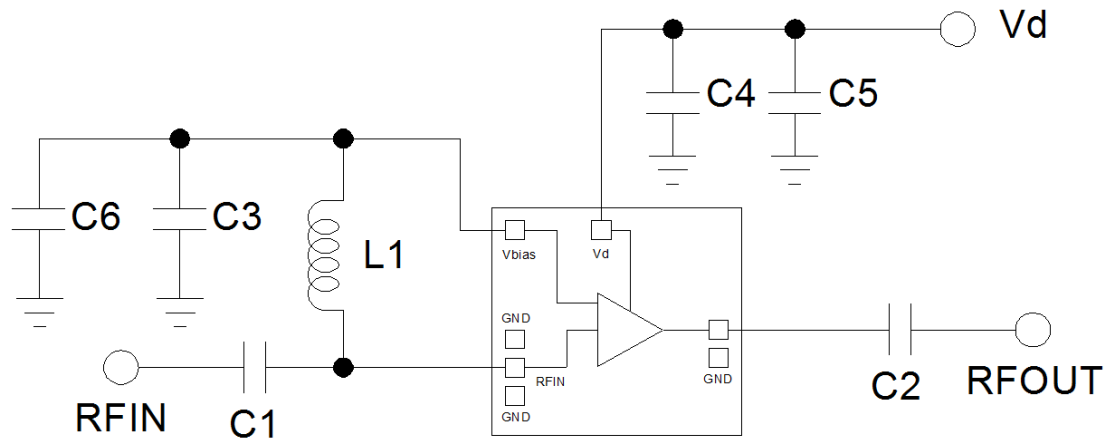 Vd
C4 C5
C6 C3
L1
Vbias Vd
GND
RFIN
GND
GND
RFIN
C1
C2
RFOUT